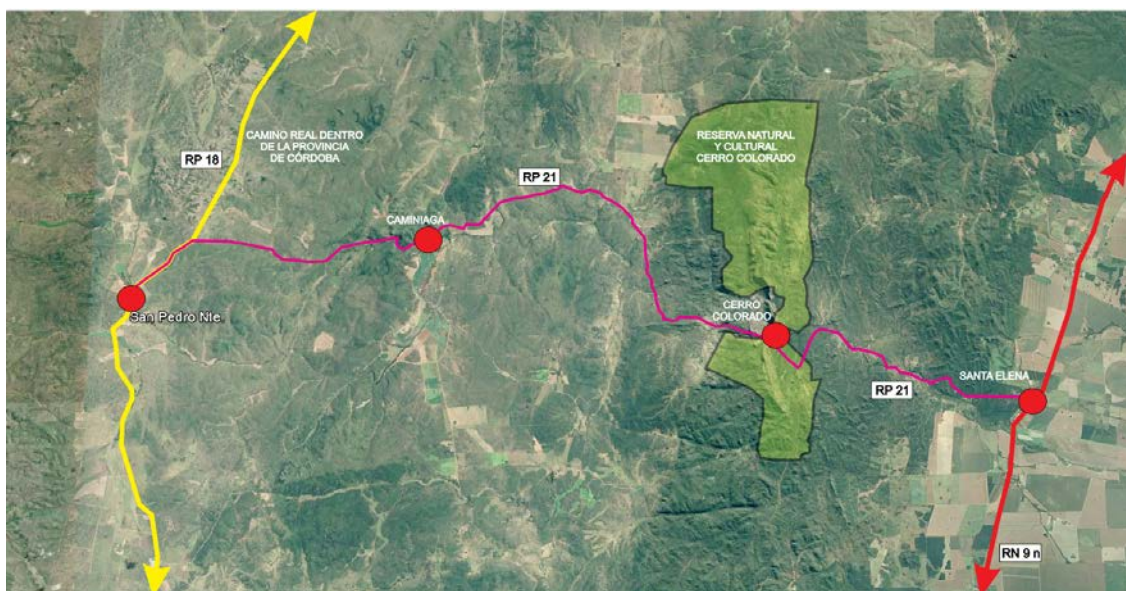 CAMINO REAL DENTRO
DE LA PROVINCIA
DE CÓRDOBA
RP 18
RESERVA NATURAL
Y CULTURAL
CERRO COLORADO
RP 21
CAMINIAGA
San Pedro Nte.
CERRO
COLORADO
SANTA ELENA
RP 21
RN 9 n